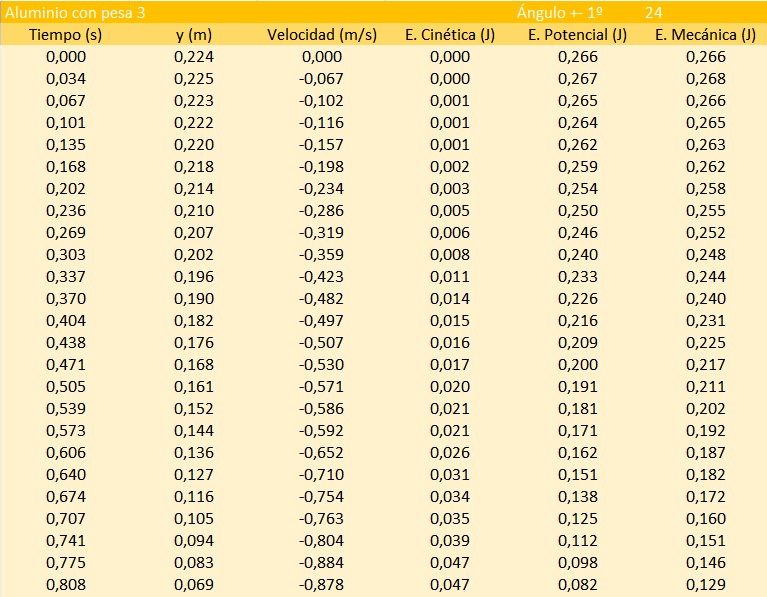 Aluminio con pesa 3 Ángulo +- 1º 24
Tiempo (s) y (m) Velocidad (m/s) E. Cinética (J) E. Potencial (J) E. Mecánica (J)
0,000 0,224 0,000 0,000 0,266 0,266
0,034 0,225 -0,067 0,000 0,267 0,268
0,067 0,223 -0,102 0,001 0,265 0,266
0,101 0,222 -0,116 0,001 0,264 0,265
0,135 0,220 -0,157 0,001 0,262 0,263
0,168 0,218 -0,198 0,002 0,259 0,262
0,202 0,214 -0,234 0,003 0,254 0,258
0,236 0,210 -0,286 0,005 0,250 0,255
0,269 0,207 -0,319 0,006 0,246 0,252
0,303 0,202 -0,359 0,008 0,240 0,248
0,337 0,196 -0,423 0,011 0,233 0,244
0,370 0,190 -0,482 0,014 0,226 0,240
0,404 0,182 -0,497 0,015 0,216 0,231
0,438 0,176 -0,507 0,016 0,209 0,225
0,471 0,168 -0,530 0,017 0,200 0,217
0,505 0,161 -0,571 0,020 0,191 0,211
0,539 0,152 -0,586 0,021 0,181 0,202
0,573 0,144 -0,592 0,021 0,171 0,192
0,606 0,136 -0,652 0,026 0,162 0,187
0,640 0,127 -0,710 0,031 0,151 0,182
0,674 0,116 -0,754 0,034 0,138 0,172
0,707 0,105 -0,763 0,035 0,125 0,160
0,741 0,094 -0,804 0,039 0,112 0,151
0,775 0,083 -0,884 0,047 0,098 0,146
0,808 0,069 -0,878 0,047 0,082 0,129